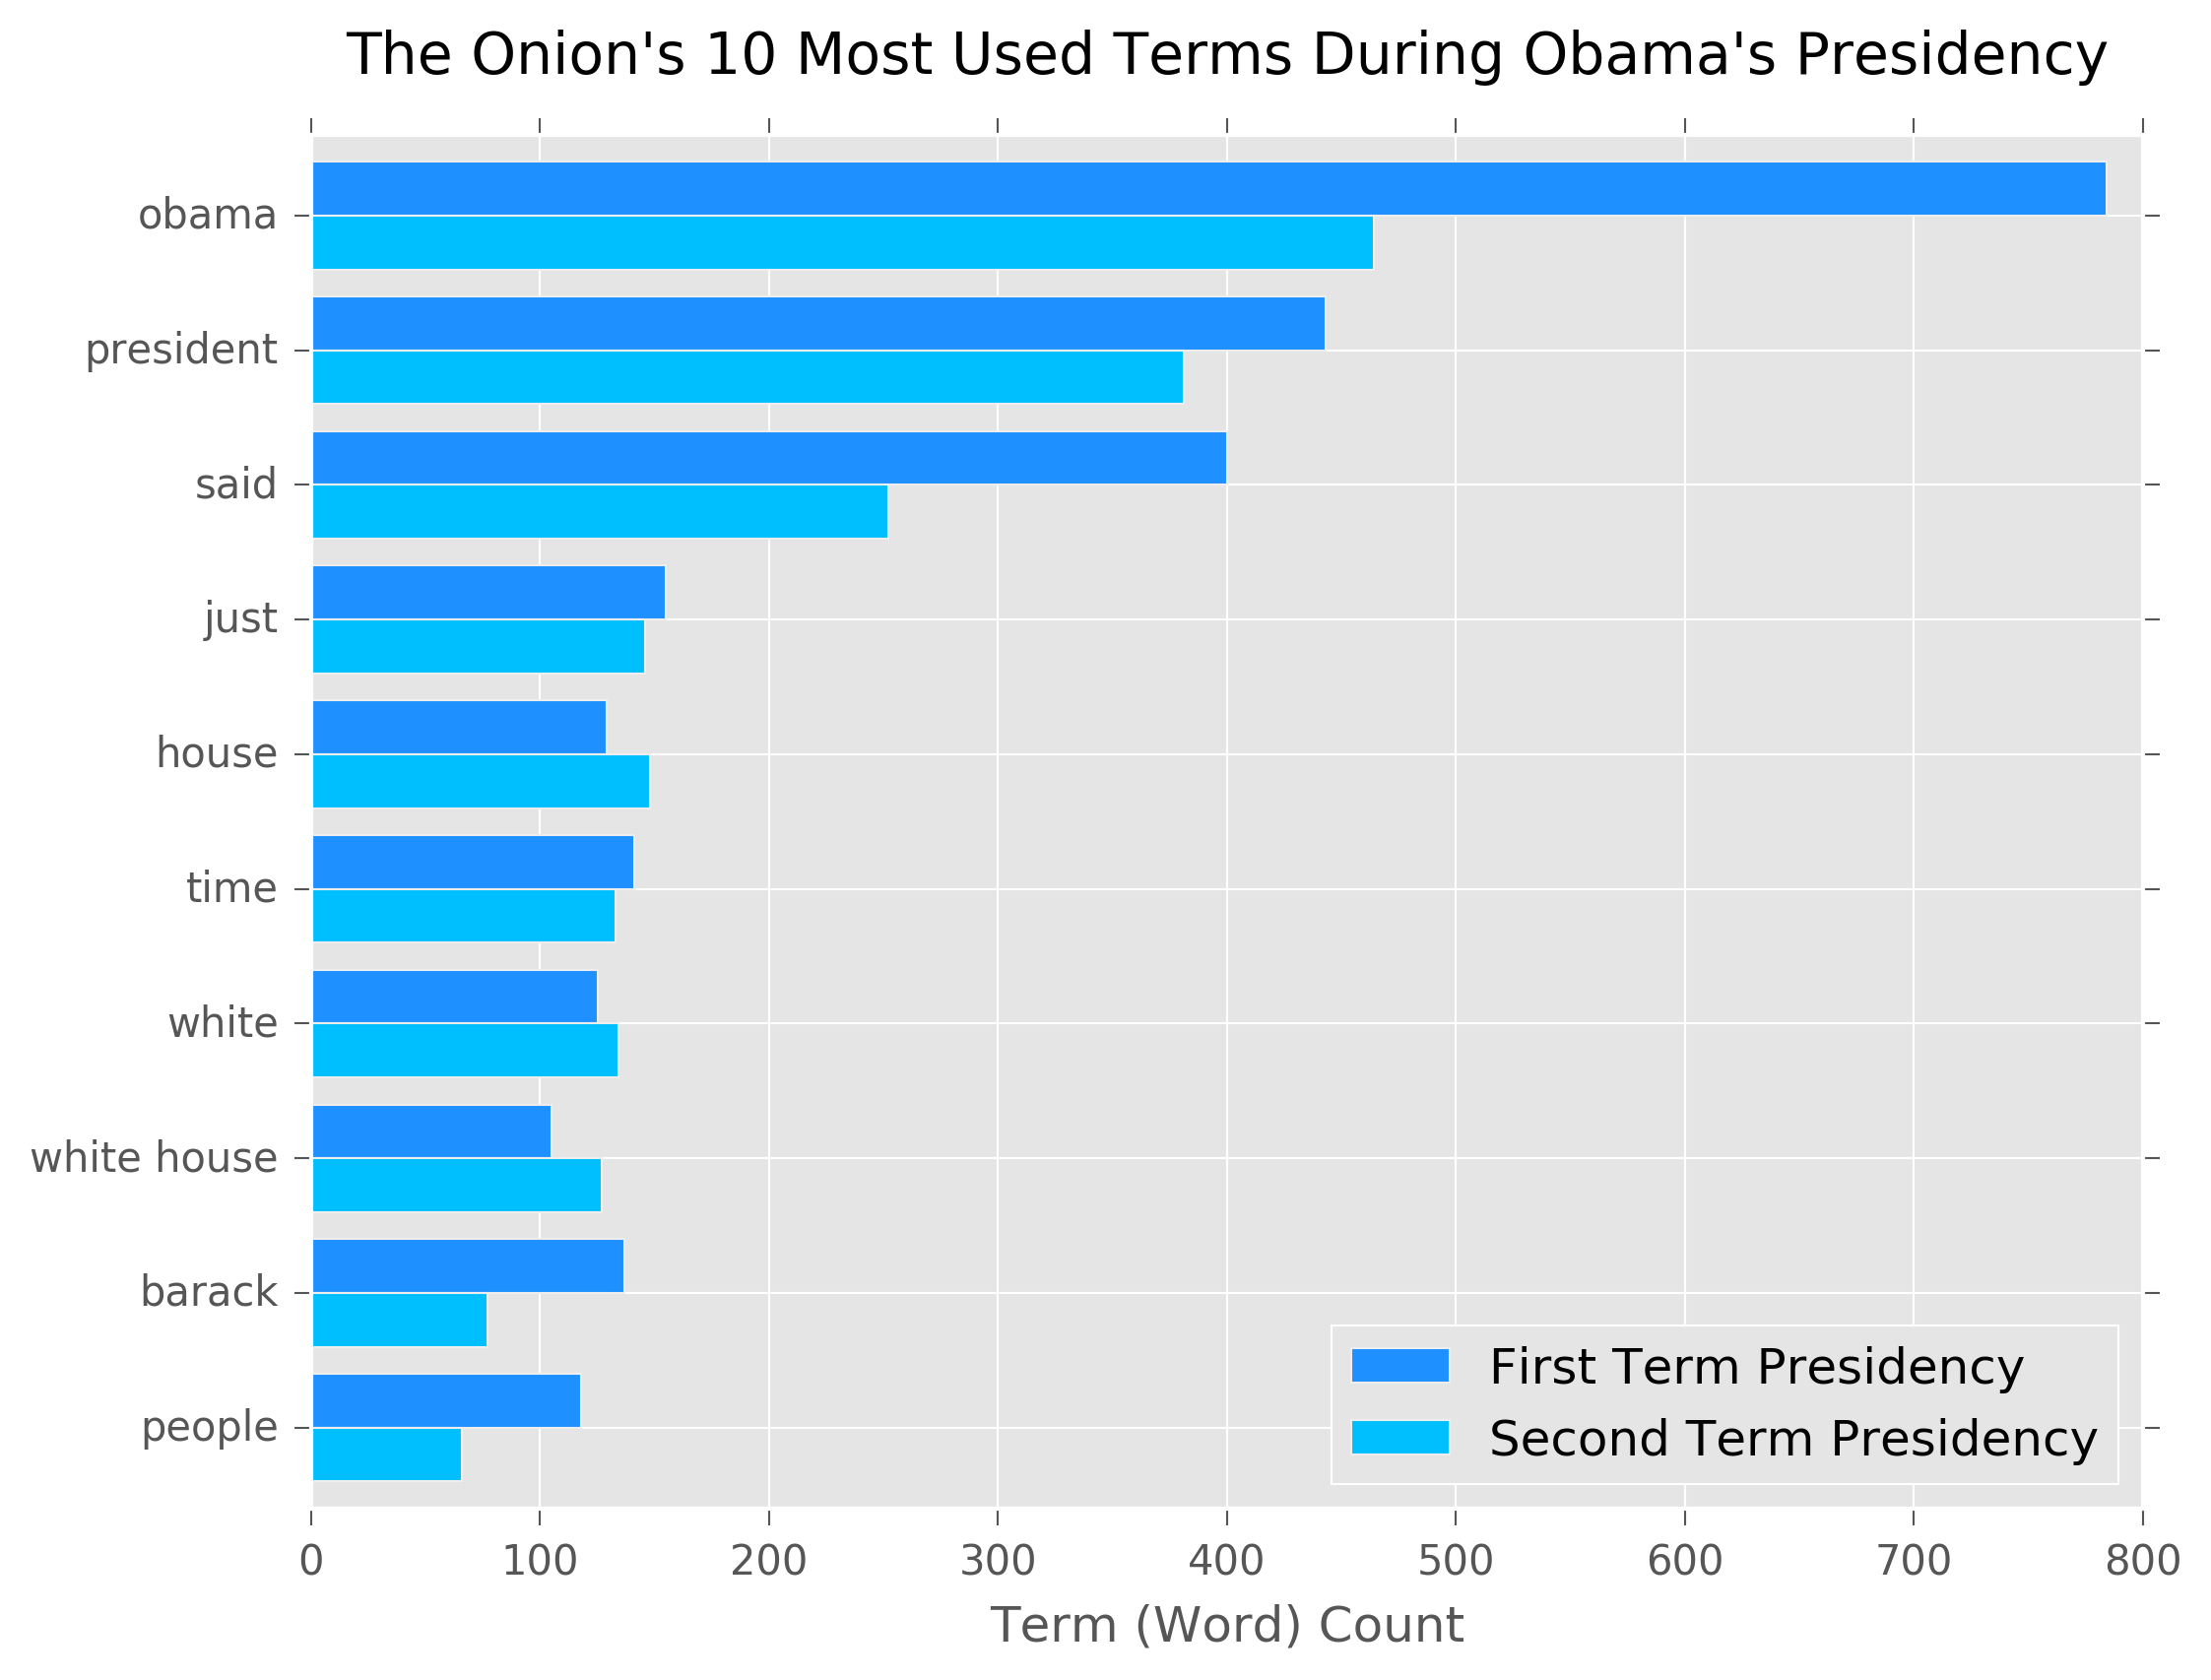 The Onion's 10 Most Used Terms During Obama's Presidency
obama
president
said
just
house
time
white
white house
barack
people
First Term Presidency
Second Term Presidency
0 100 200 300 400 500 600 700 800
Term (Word) Count